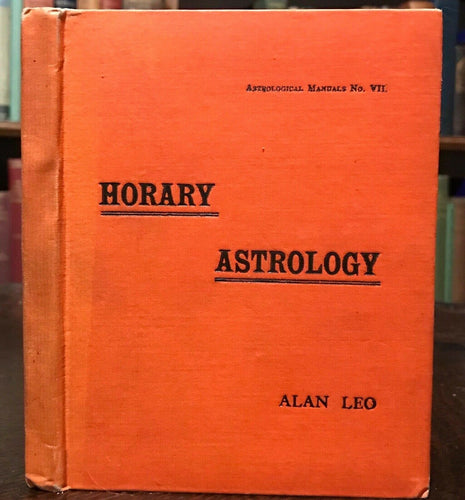 Astrological Manuals No. VII.
HORARY
ASTROLOGY
ALAN LEO